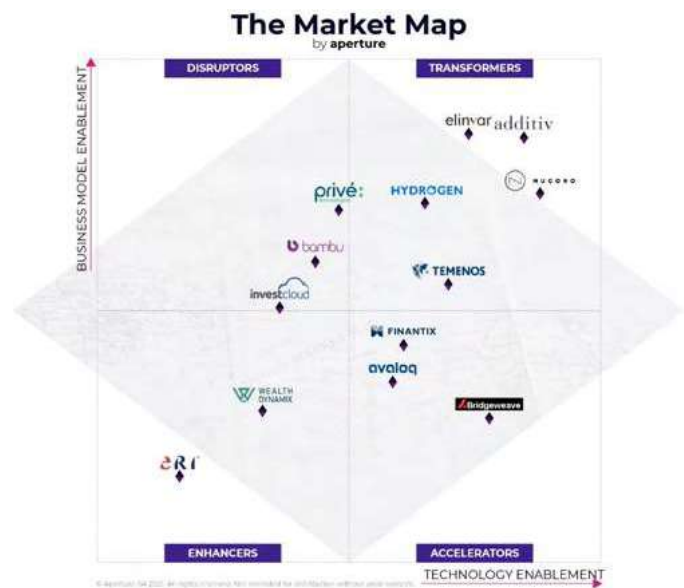 The Market Map
by aperture
DISRUPTORS
TRANSFORMERS
BUSINESS MODEL ENABLEMENT
elinvar
additiv
NUCORO
privé:
HYDROGEN
bambu
TEMENOS
investcloud
FINANTIX
avaloq
WEALTH
DYNAMIX
Bridgeweave
ENHANCERS
ACCELERATORS
TECHNOLOGY ENABLEMENT